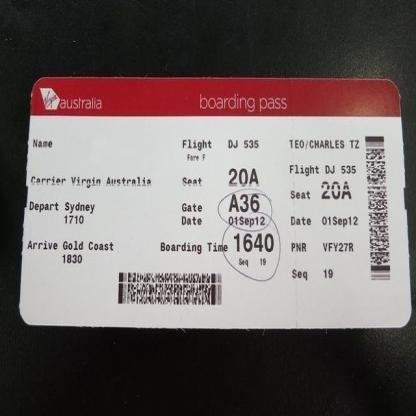 Virgin australia
boarding pass
Name
Flight DJ 535
Fare F
Carrier Virgin Australia
Seat 20A
Depart Sydney
1710
Gate A36
Date 01Sep12
Arrive Gold Coast
1830
Boarding Time 1640
Seq 19
TEO/CHARLES TZ
Flight DJ 535
Seat 20A
Date 01Sep12
PNR VFY27R
Seq 19